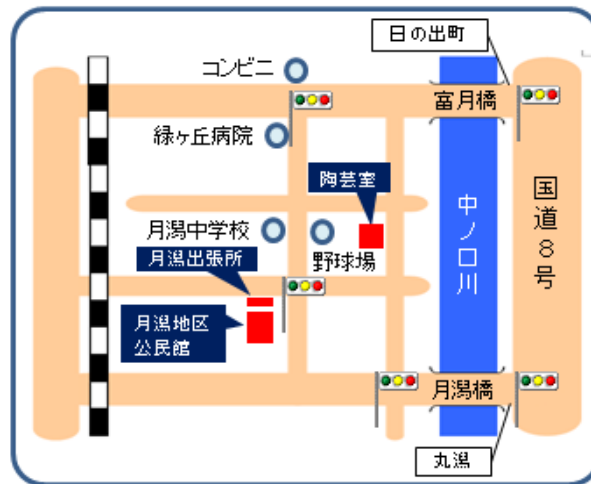 日の出町
コンビニ
富月橋
緑ヶ丘病院
陶芸室
国道8号
中ノ口川
月潟中学校
野球場
月潟出張所
月潟地区
公民館
月潟橋
丸潟